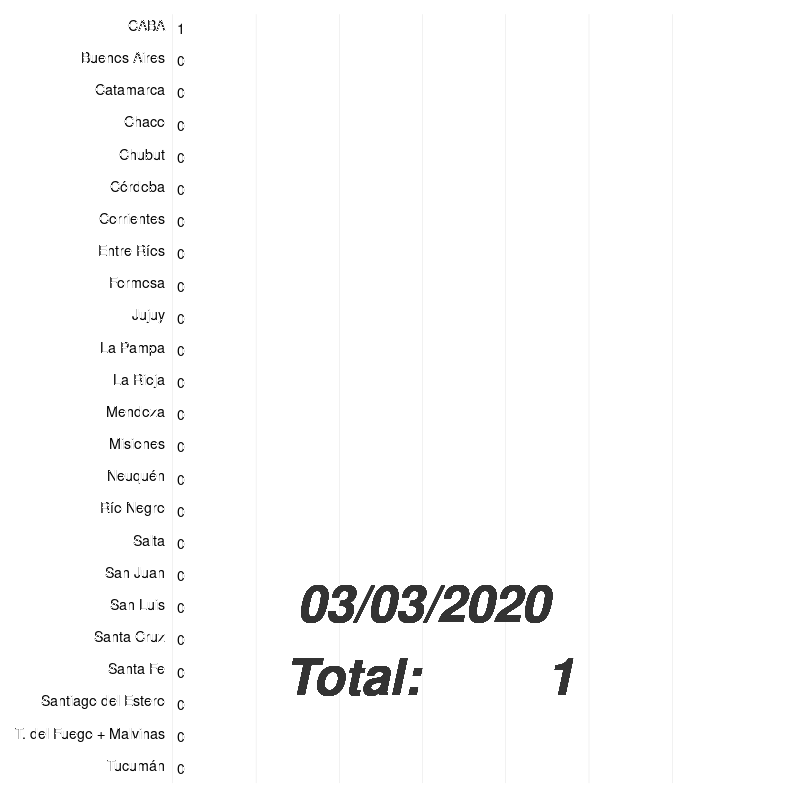 CABA 1
Buenos Aires 0
Catamarca 0
Chaco 0
Chubut 0
Córdoba 0
Corrientes 0
Entre Ríos 0
Formosa 0
Jujuy 0
La Pampa 0
La Rioja 0
Mendoza 0
Misiones 0
Neuquén 0
Río Negro 0
Salta 0
San Juan 0
San Luis 0
Santa Cruz 0
Santa Fe 0
Santiago del Estero 0
T. del Fuego + Malvinas 0
Tucumán 0
03/03/2020
Total: 1